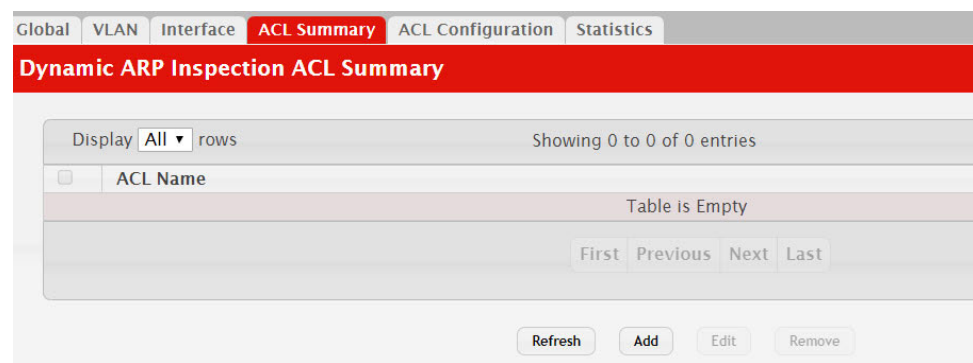 Global VLAN Interface ACL Summary ACL Configuration Statistics
Dynamic ARP Inspection ACL Summary
Display All rows Showing 0 to 0 of 0 entries
ACL Name
Table is Empty
First Previous Next Last
Refresh Add Edit Remove